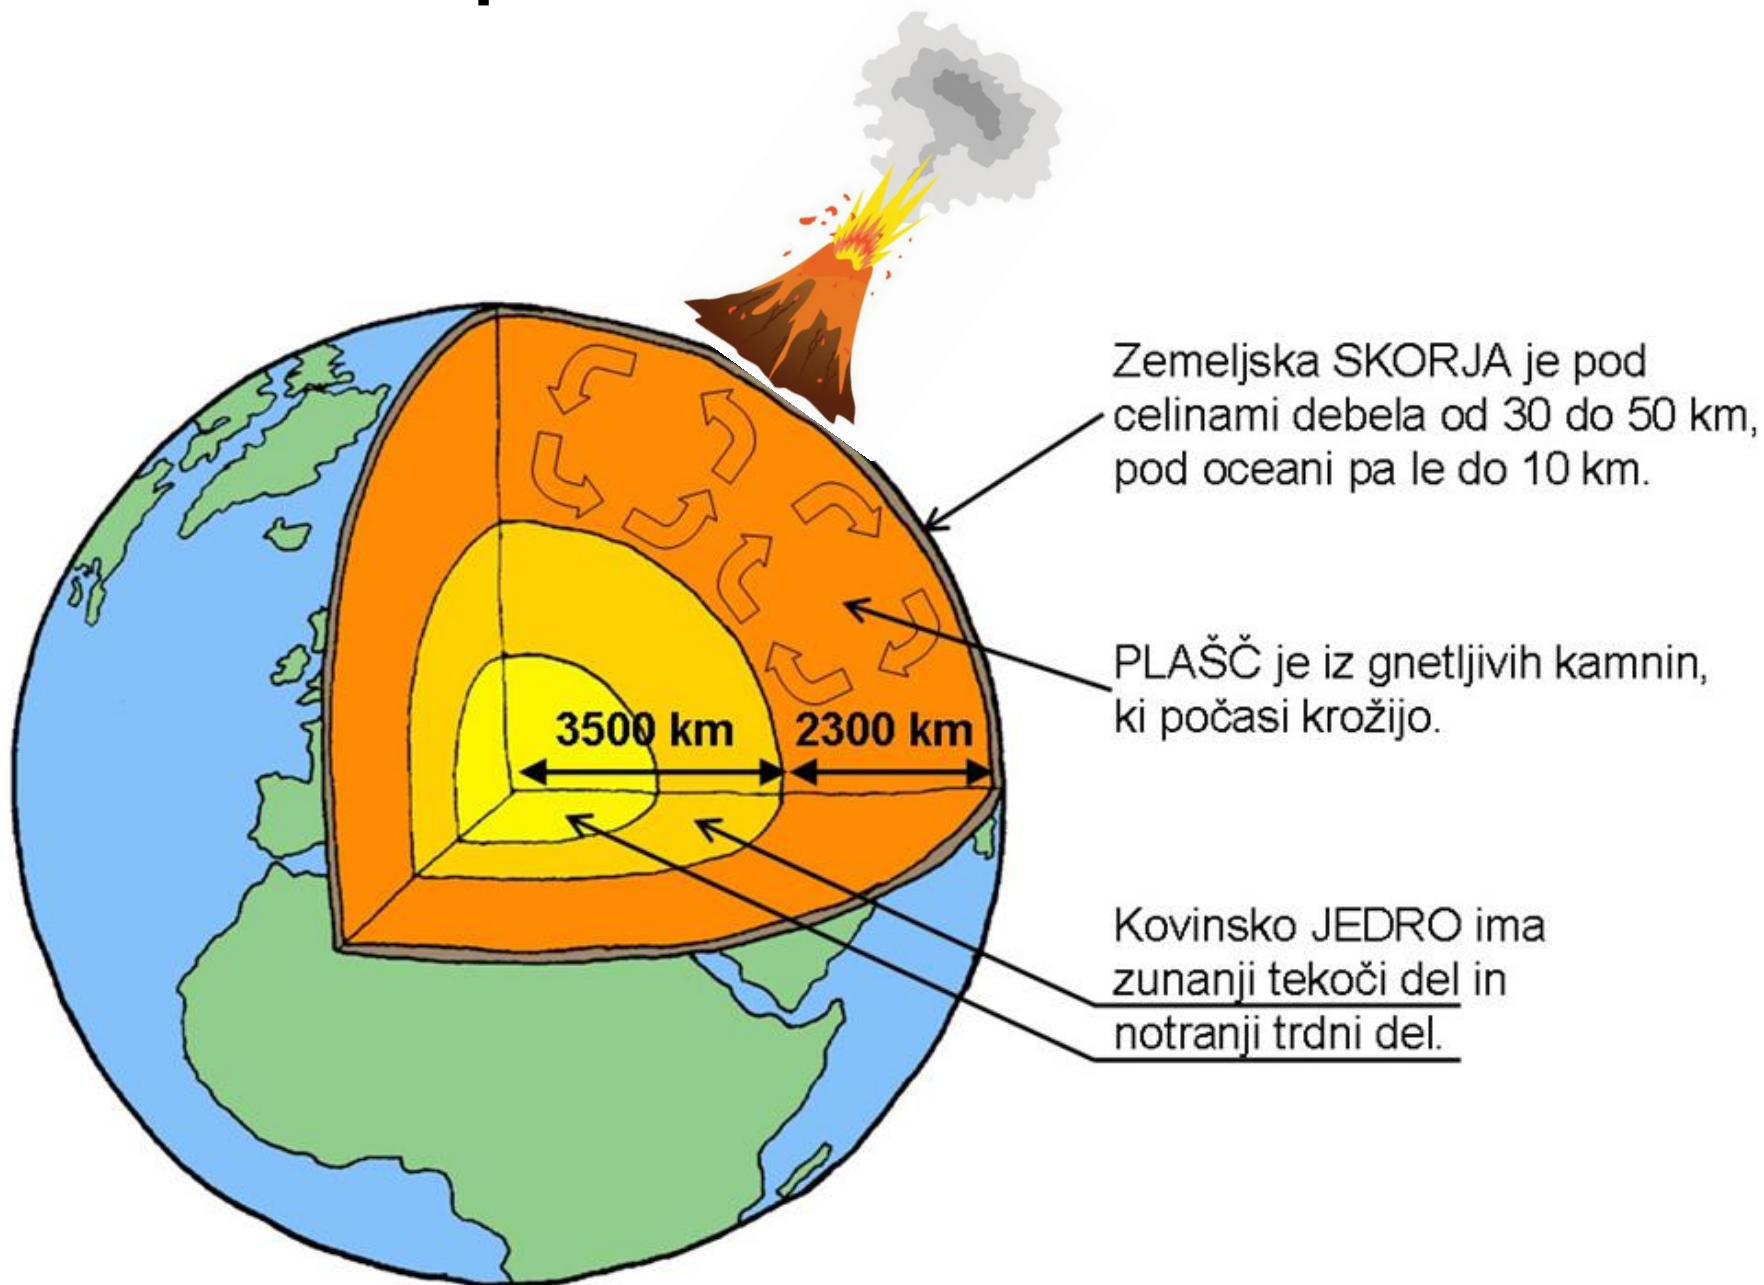 Zemeljska SKORJA je pod
celinami debela od 30 do 50 km,
pod oceani pa le do 10 km.
PLAŠČ je iz gnetljivih kamnin,
ki počasi krožijo.
3500 km
2300 km
Kovinsko JEDRO ima
zunanji tekoči del in
notranji trdni del.